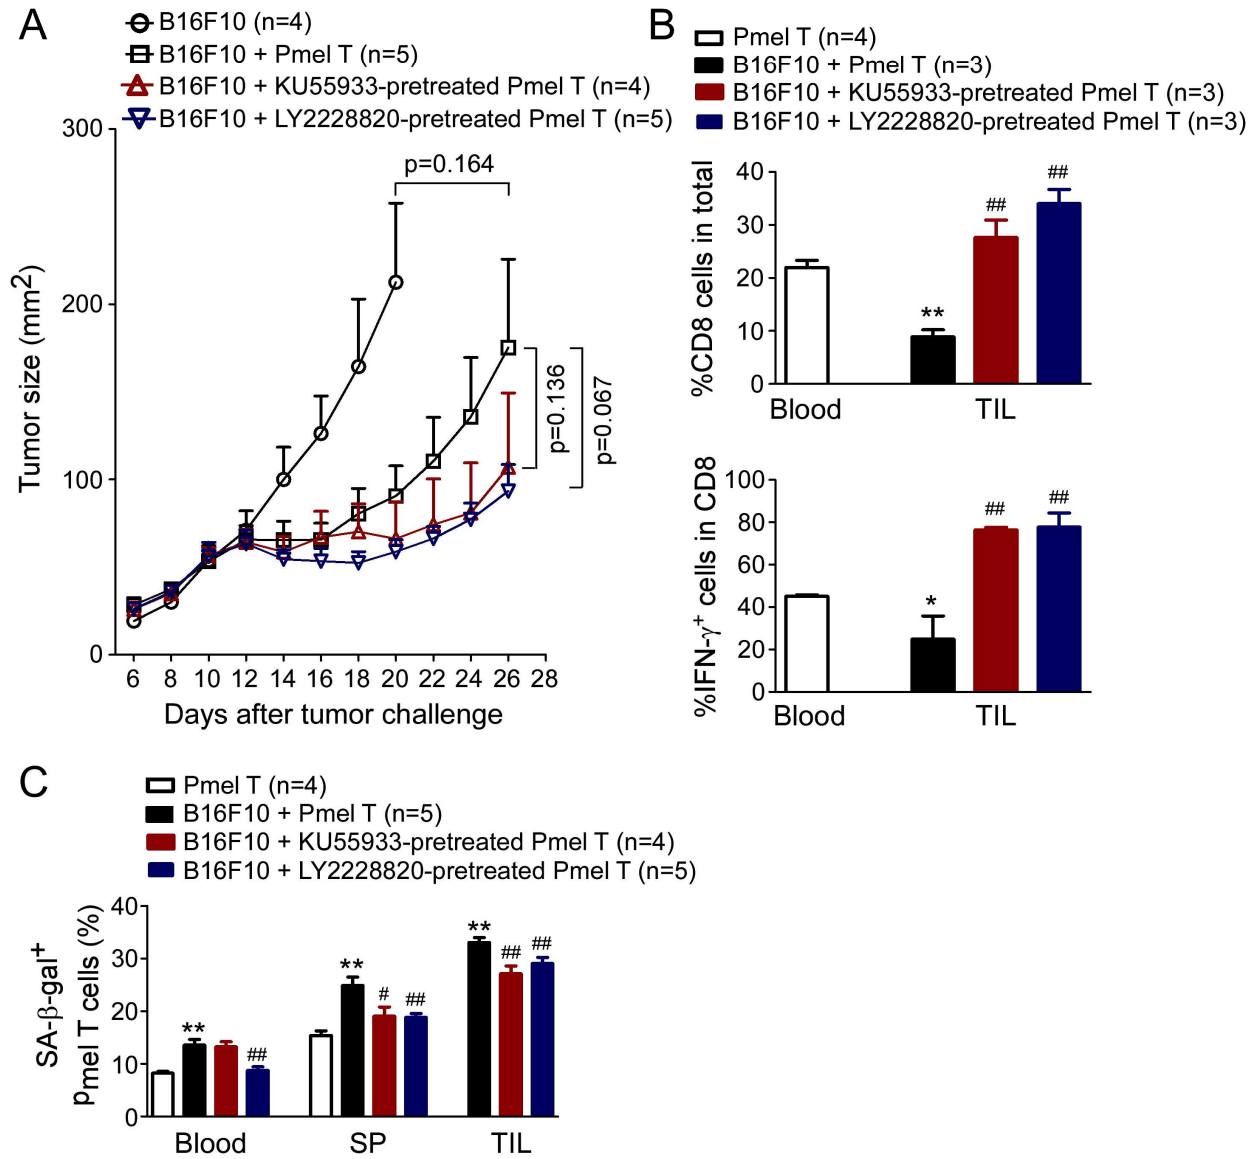 A
B16F10 (n=4)
B16F10 + Pmel T (n=5)
B16F10 + KU55933-pretreated Pmel T (n=4)
B16F10 + LY2228820-pretreated Pmel T (n=5)
300
200
100
0
Tumor size (mm2)
p=0.164
p=0.136
p=0.067
6 8 10 12 14 16 18 20 22 24 26 28
Days after tumor challenge
B
Pmel T (n=4)
B16F10 + Pmel T (n=3)
B16F10 + KU55933-pretreated Pmel T (n=3)
B16F10 + LY2228820-pretreated Pmel T (n=3)
%CD8 cells in total
40
30
20
10
0
** ## ##
Blood TIL
%IFN-γ+ cells in CD8
100
80
60
40
20
0
* ## ##
Blood TIL
C
Pmel T (n=4)
B16F10 + Pmel T (n=5)
B16F10 + KU55933-pretreated Pmel T (n=4)
B16F10 + LY2228820-pretreated Pmel T (n=5)
SA-β-gal+
pmel T cells (%)
40
30
20
10
0
** ## ** # ## ** ## ##
Blood SP TIL